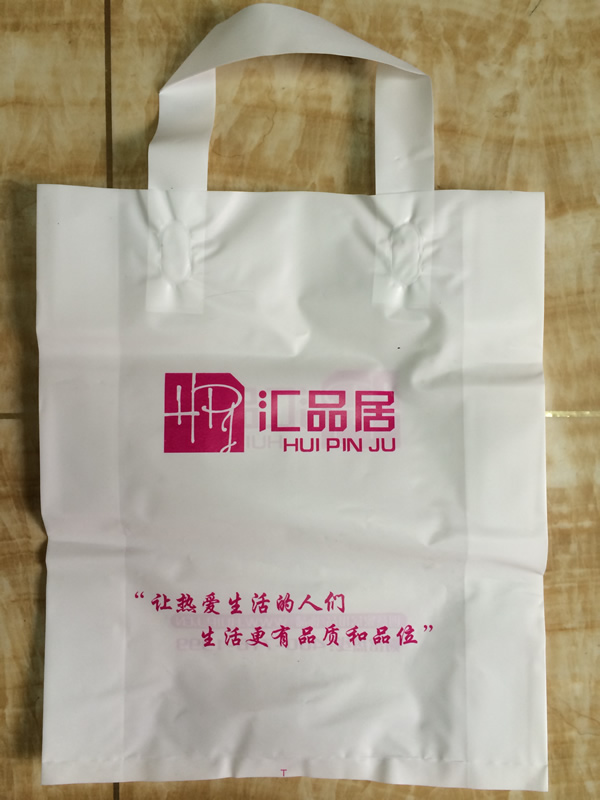 HPJ
汇品居
HUI PIN JU
“让热爱生活的人们
生活更有品质和品位”
T